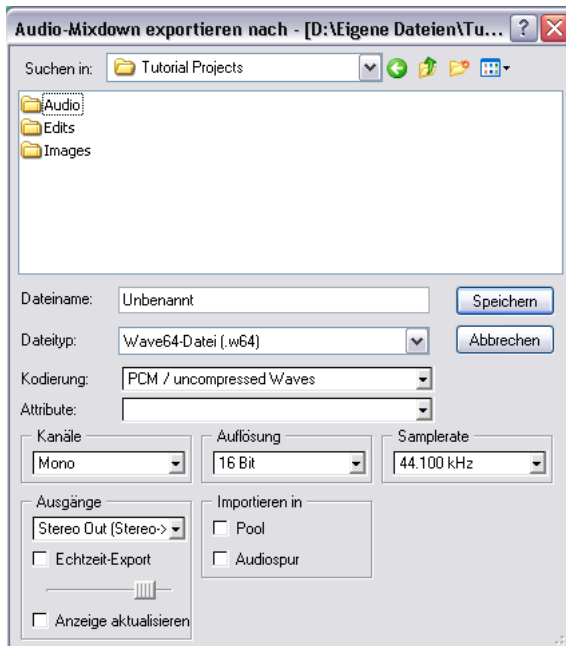 Audio-Mixdown exportieren nach - [D:\Eigene Dateien\Tu...
Suchen in: Tutorial Projects
Audio
Edits
Images
Dateiname: Unbenannt Speichern
Dateityp: Wave64-Datei (.w64) Abbrechen
Kodierung: PCM / uncompressed Waves
Attribute:
Kanäle Auflösung Samplerate
Mono 16 Bit 44.100 kHz
Ausgänge Importieren in
Stereo Out (Stereo-> Pool
Echtzeit-Export Audiospur
Anzeige aktualisieren